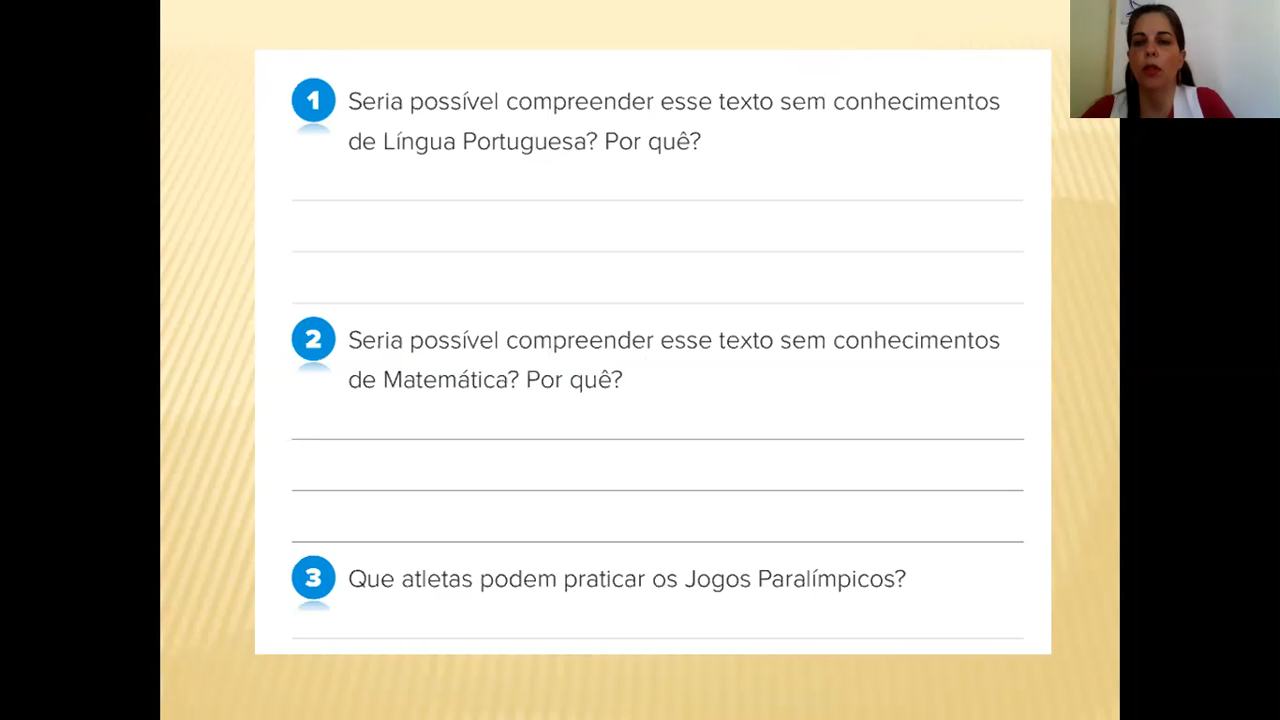 1 Seria possível compreender esse texto sem conhecimentos
de Língua Portuguesa? Por quê?
2 Seria possível compreender esse texto sem conhecimentos
de Matemática? Por quê?
3 Que atletas podem praticar os Jogos Paralímpicos?